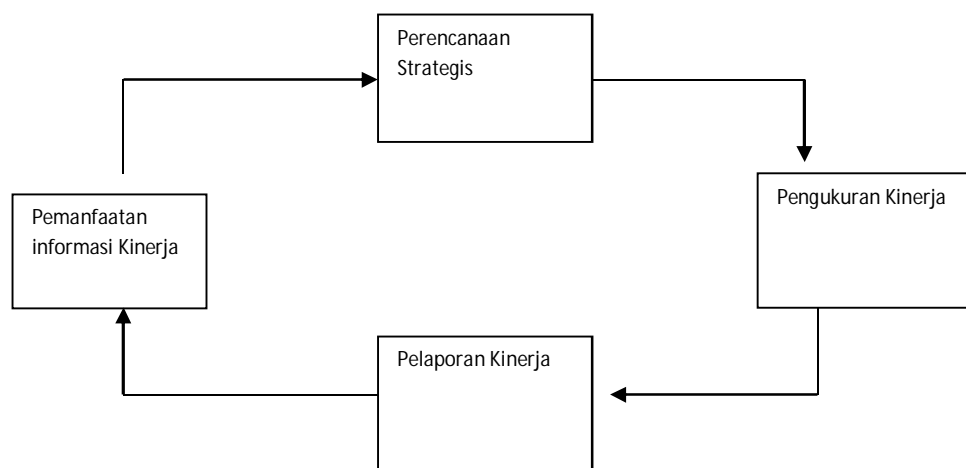 Perencanaan
Strategis
Pengukuran Kinerja
Pemanfaatan
informasi Kinerja
Pelaporan Kinerja